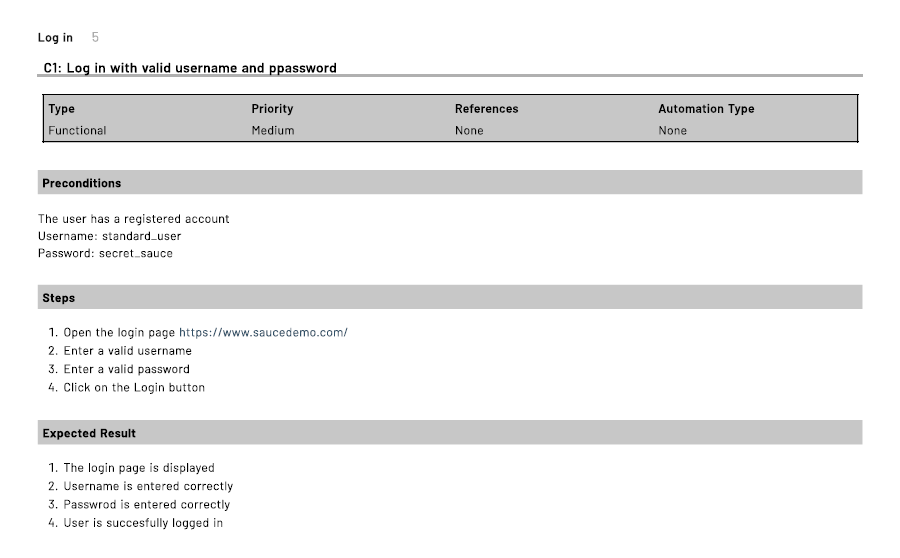 Log in 5
C1: Log in with valid username and ppassword
Type Priority References Automation Type
Functional Medium None None
Preconditions
The user has a registered account
Username: standard_user
Password: secret_sauce
Steps
1. Open the login page https://www.saucedemo.com/
2. Enter a valid username
3. Enter a valid password
4. Click on the Login button
Expected Result
1. The login page is displayed
2. Username is entered correctly
3. Passwrod is entered correctly
4. User is succesfully logged in